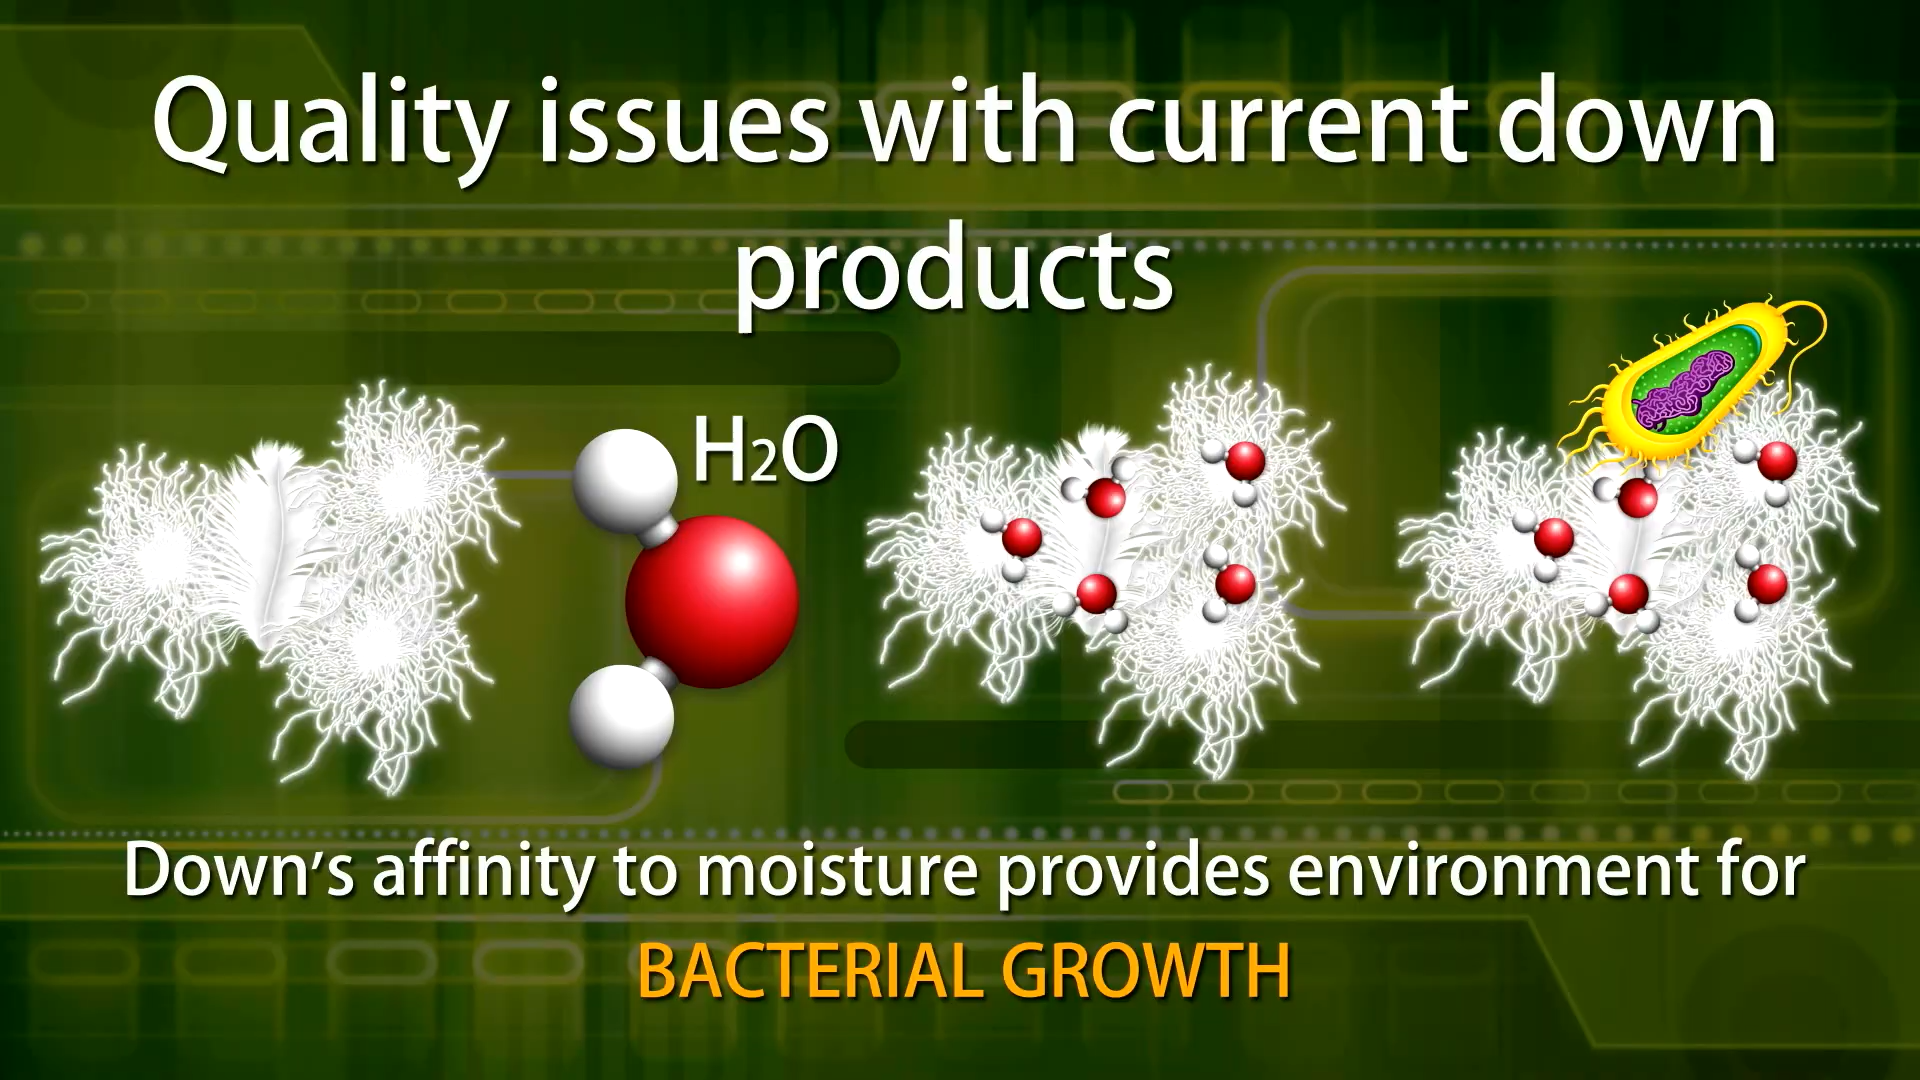 Quality issues with current down
products
H2O
Down's affinity to moisture provides environment for
BACTERIAL GROWTH